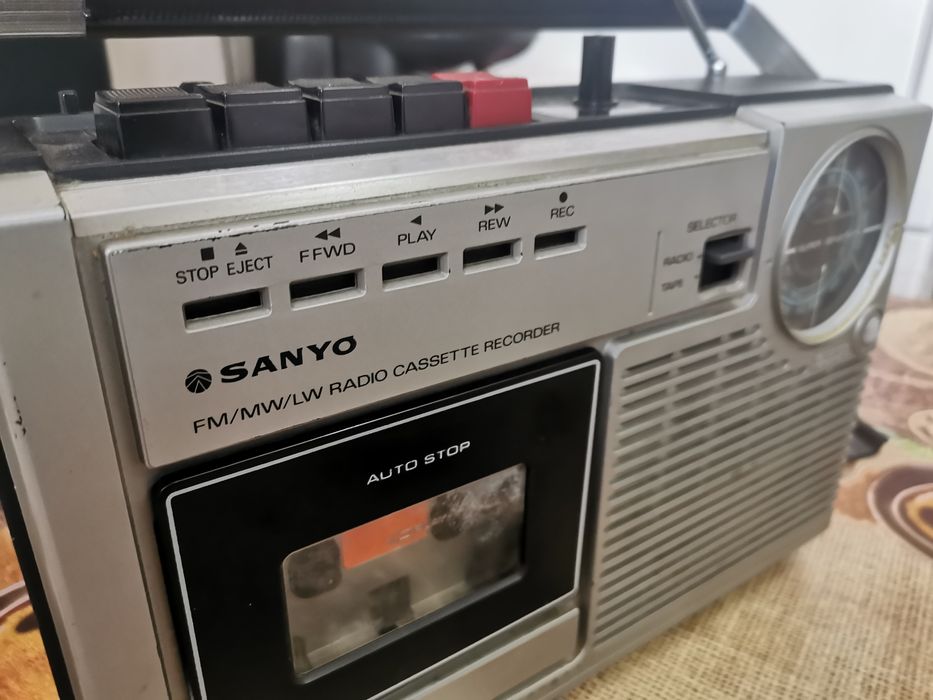 STOP EJECT
FFWD
PLAY
REW
REC
SELECTOR
RADIO
TAPE
SANYO
FM/MW/LW RADIO CASSETTE RECORDER
AUTO STOP